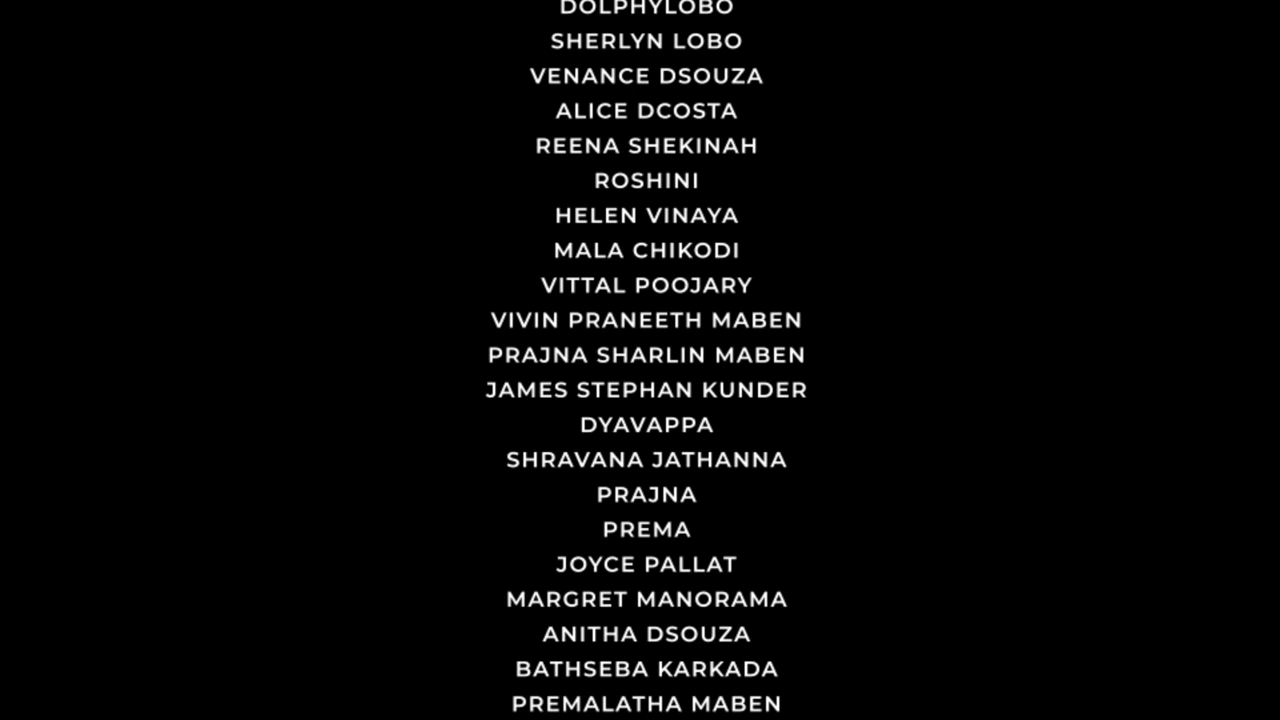 DOLPHYLOBO
SHERLYN LOBO
VENANCE DSOUZA
ALICE DCOSTA
REENA SHEKINAH
ROSHINI
HELEN VINAYA
MALA CHIKODI
VITTAL POOJARY
VIVIN PRANEETH MABEN
PRAJNA SHARLIN MABEN
JAMES STEPHAN KUNDER
DYAVAPPA
SHRAVANA JATHANNA
PRAJNA
PREMA
JOYCE PALLAT
MARGRET MANORAMA
ANITHA DSOUZA
BATHSEBA KARKADA
PREMALATHA MABEN